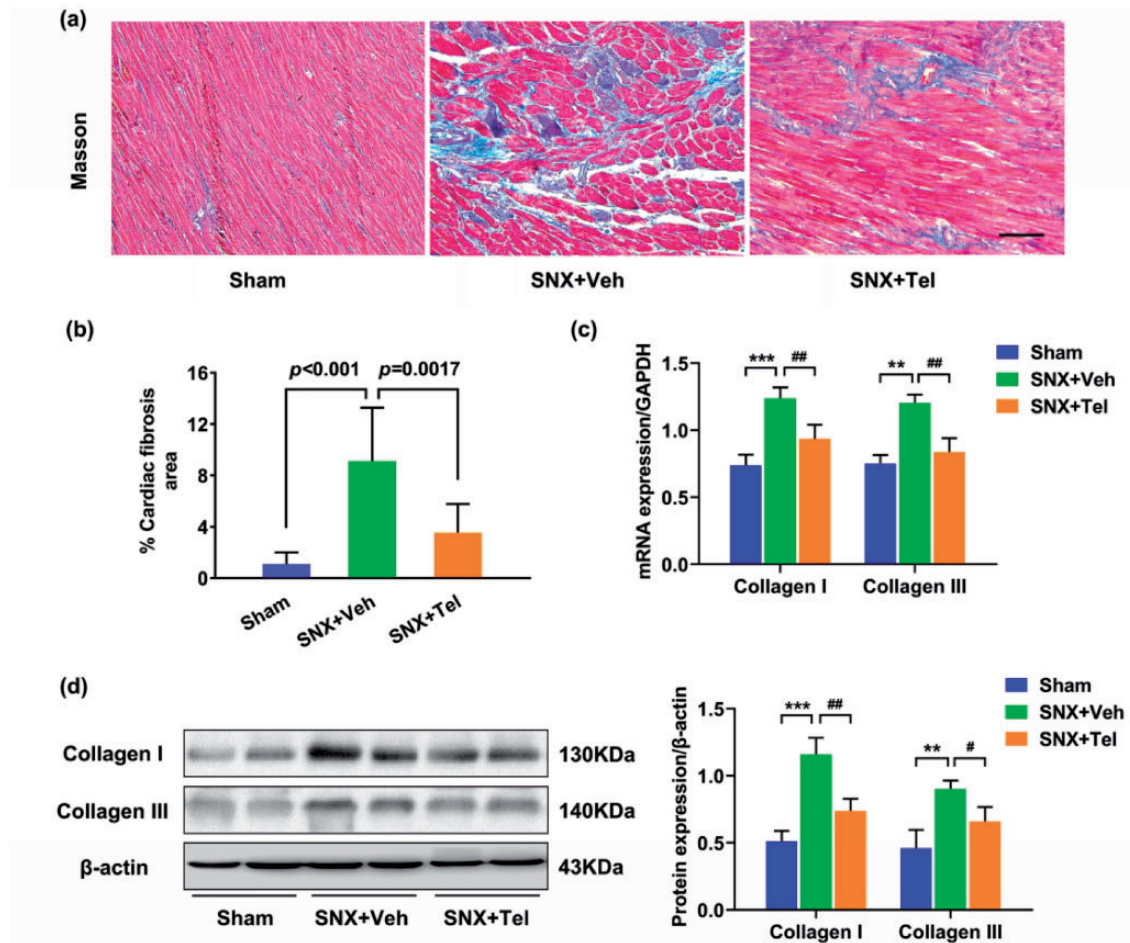 (a)
Masson
Sham
SNX+Veh
SNX+Tel
(b)
% Cardiac fibrosis
area
16
12
8
4
0
p<0.001
p=0.0017
Sham
SNX+Veh
SNX+Tel
(c)
mRNA expression/GAPDH
1.5
1.0
0.5
0.0
***
##
**
##
Collagen I
Collagen III
Sham
SNX+Veh
SNX+Tel
(d)
Collagen I
130KDa
Collagen III
140KDa
β-actin
43KDa
Sham
SNX+Veh
SNX+Tel
Protein expression/β-actin
1.5
1.0
0.5
0.0
***
##
**
#
Collagen I
Collagen III
Sham
SNX+Veh
SNX+Tel